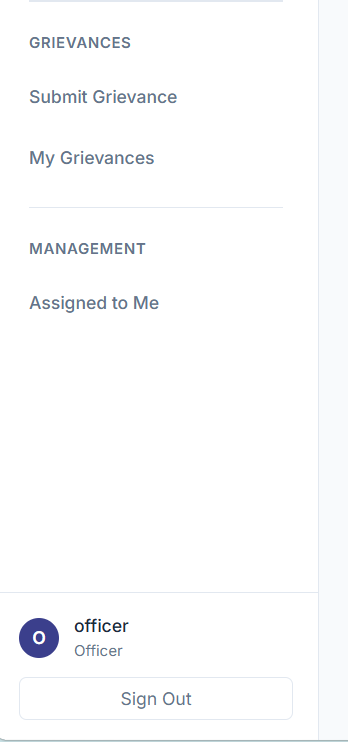 GRIEVANCES
Submit Grievance
My Grievances
MANAGEMENT
Assigned to Me
O
officer
Officer
Sign Out